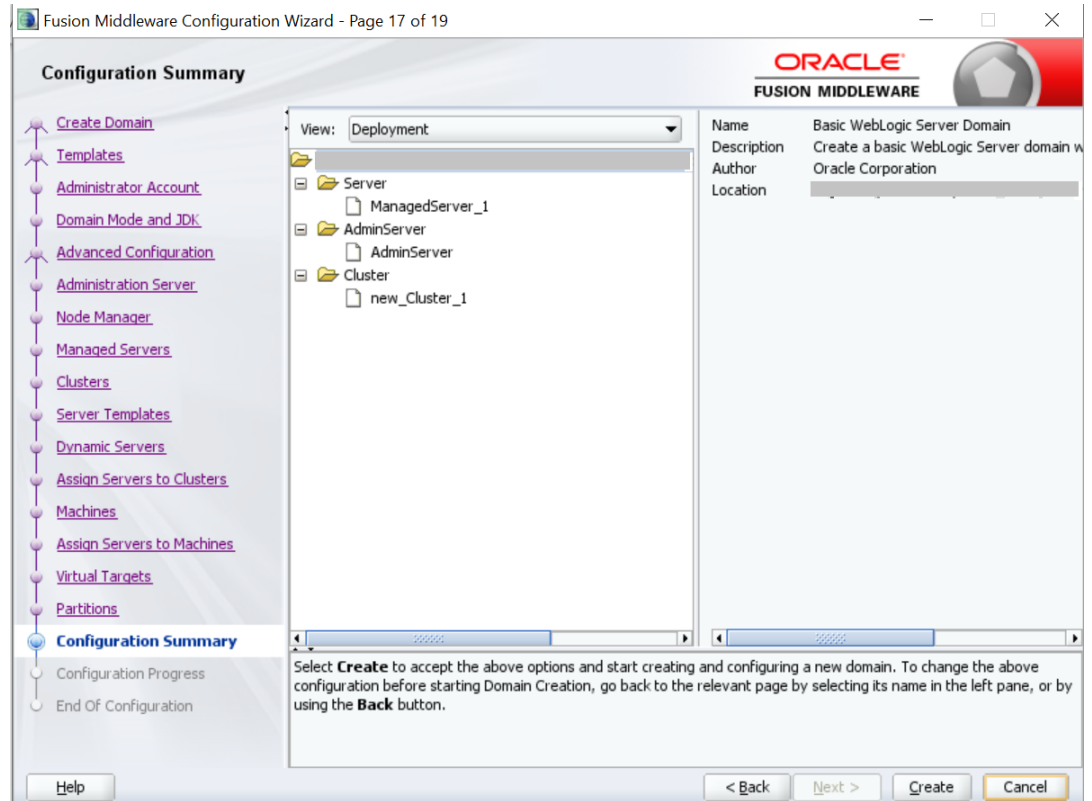 Fusion Middleware Configuration Wizard - Page 17 of 19
Configuration Summary
ORACLE
FUSION MIDDLEWARE
Create Domain
Templates
Administrator Account
Domain Mode and JDK
Advanced Configuration
Administration Server
Node Manager
Managed Servers
Clusters
Server Templates
Dynamic Servers
Assign Servers to Clusters
Machines
Assign Servers to Machines
Virtual Targets
Partitions
Configuration Summary
Configuration Progress
End Of Configuration
View: Deployment
Server
ManagedServer_1
AdminServer
AdminServer
Cluster
new_Cluster_1
Name Basic WebLogic Server Domain
Description Create a basic WebLogic Server domain w
Author Oracle Corporation
Location
Select Create to accept the above options and start creating and configuring a new domain. To change the above
configuration before starting Domain Creation, go back to the relevant page by selecting its name in the left pane, or by
using the Back button.
Help
< Back
Next >
Create
Cancel